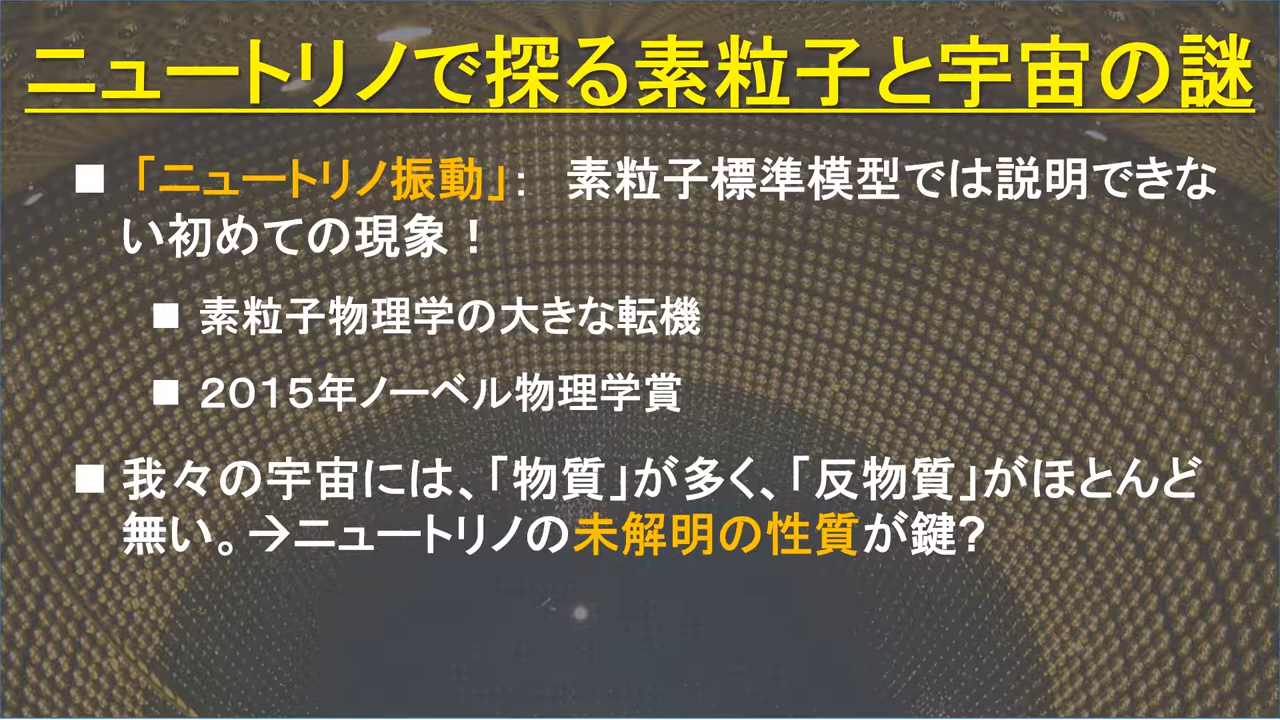 ニュートリノで探る素粒子と宇宙の謎
■ 「ニュートリノ振動」： 素粒子標準模型では説明できな
い初めての現象！
■ 素粒子物理学の大きな転機
■ ２０１５年ノーベル物理学賞
■ 我々の宇宙には、「物質」が多く、「反物質」がほとんど
無い。→ニュートリノの未解明の性質が鍵？